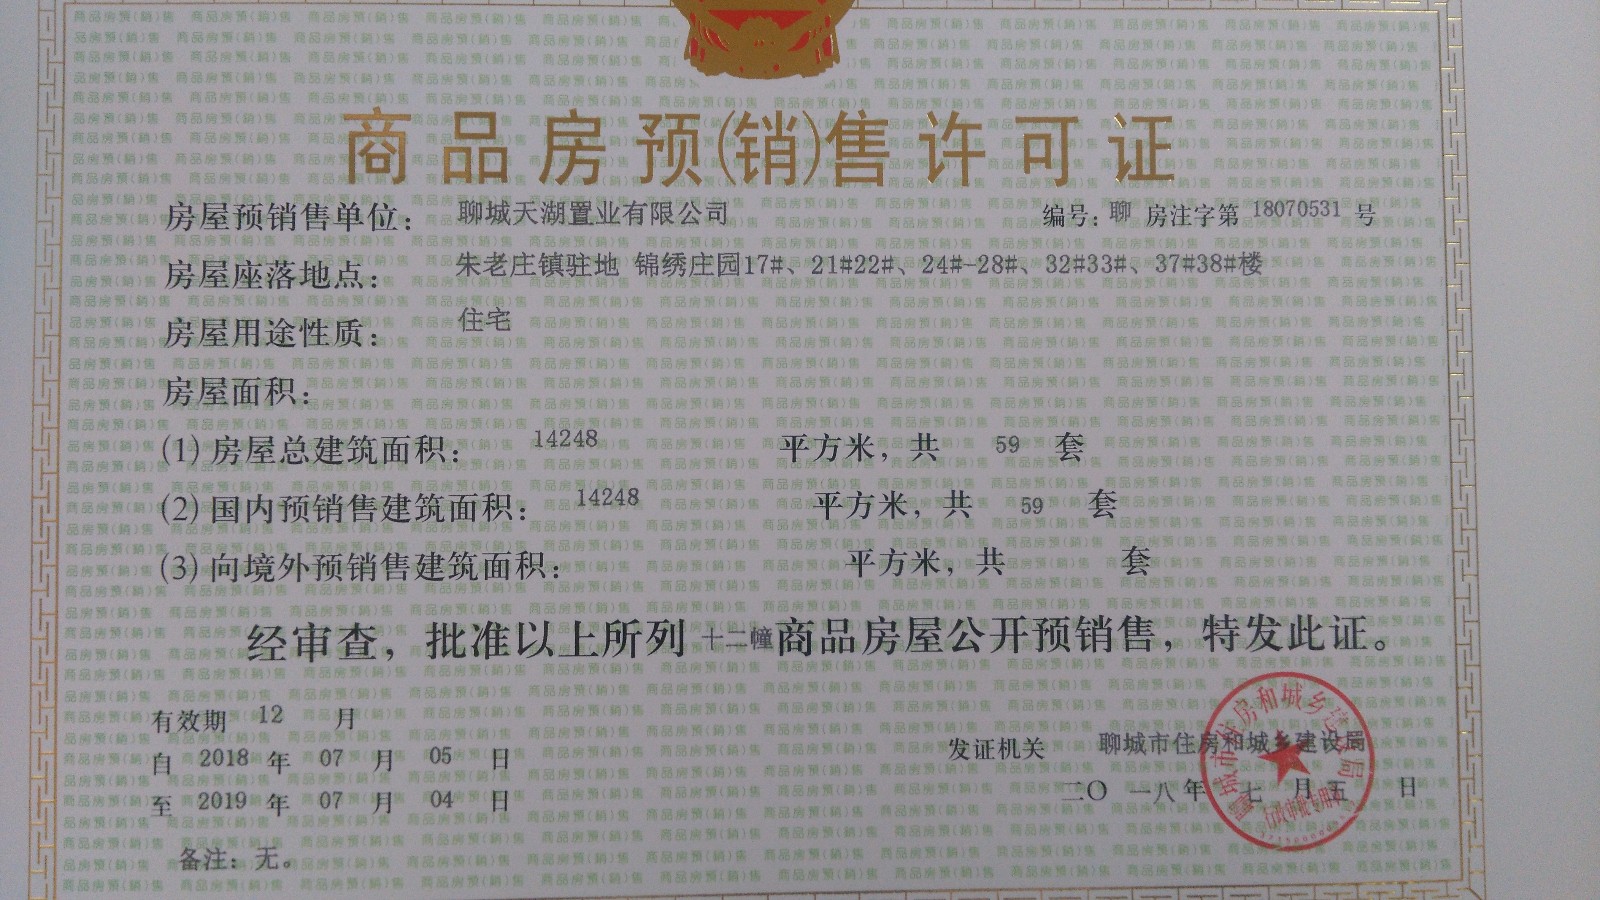 商品房预(销)售许可证
房屋预销售单位： 聊城天湖置业有限公司 编号：聊 房注字第 18070531 号
房屋座落地点： 朱老庄镇驻地 锦绣庄园17#、21#22#、24#-28#、32#33#、37#38#楼
房屋用途性质： 住宅
房屋面积：
(1) 房屋总建筑面积： 14248 平方米，共 59 套
(2) 国内预销售建筑面积： 14248 平方米，共 59 套
(3) 向境外预销售建筑面积： 平方米，共 套
经审查，批准以上所列 十二幢 商品房屋公开预销售，特发此证。
有效期 12 月
自 2018 年 07 月 05 日
至 2019 年 07 月 04 日
发证机关 聊城市住房和城乡建设局
二〇一八年 七 月 五 日
备注：无。